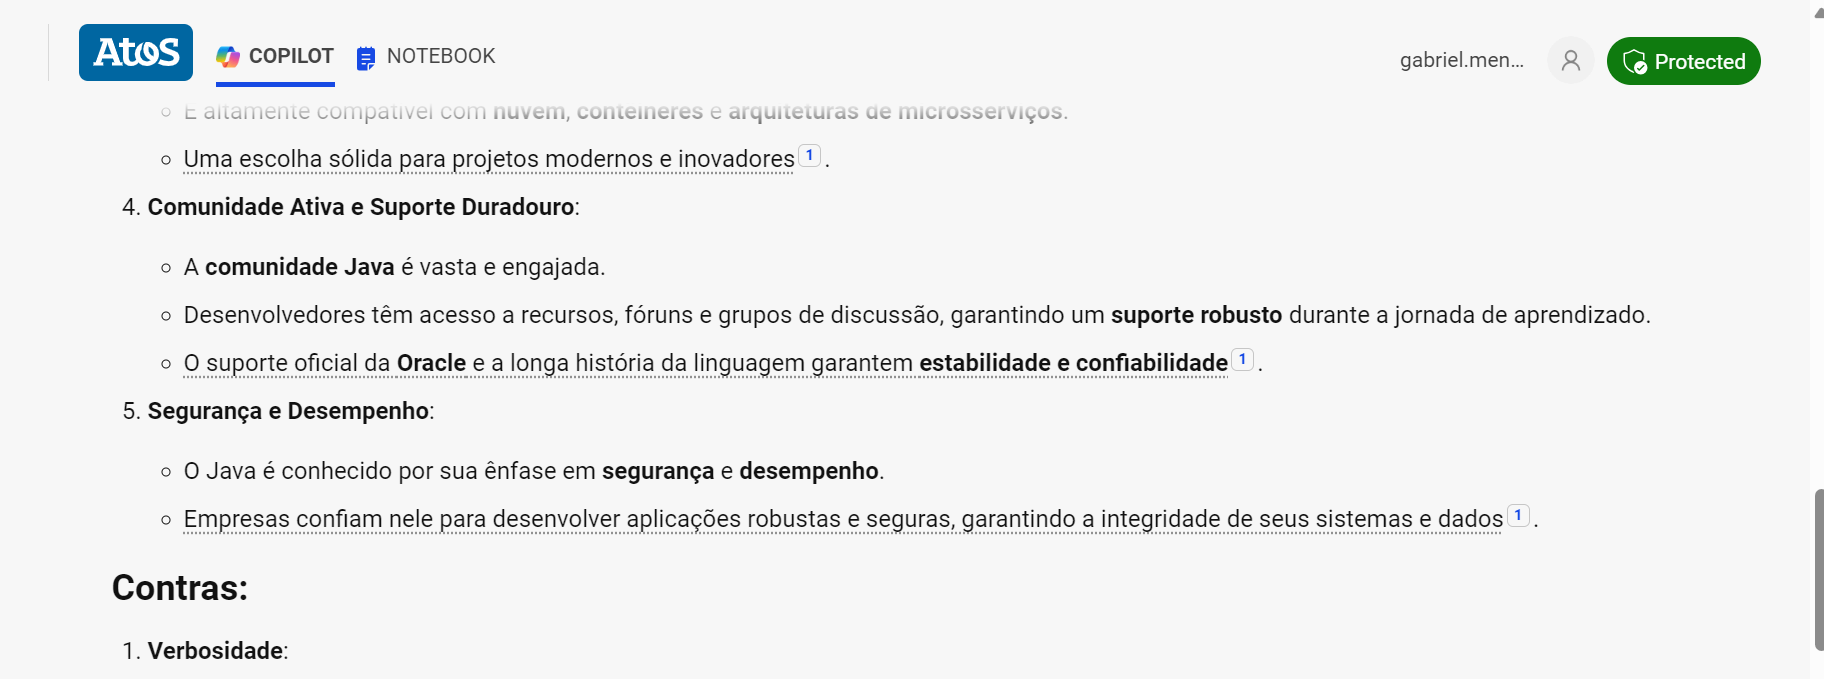 Atos COPILOT NOTEBOOK gabriel.men... Protected
É altamente compatível com nuvem, contêineres e arquiteturas de microsserviços.
Uma escolha sólida para projetos modernos e inovadores 1 .
4. Comunidade Ativa e Suporte Duradouro:
A comunidade Java é vasta e engajada.
Desenvolvedores têm acesso a recursos, fóruns e grupos de discussão, garantindo um suporte robusto durante a jornada de aprendizado.
O suporte oficial da Oracle e a longa história da linguagem garantem estabilidade e confiabilidade 1 .
5. Segurança e Desempenho:
O Java é conhecido por sua ênfase em segurança e desempenho.
Empresas confiam nele para desenvolver aplicações robustas e seguras, garantindo a integridade de seus sistemas e dados 1 .
Contras:
1. Verbosidade: